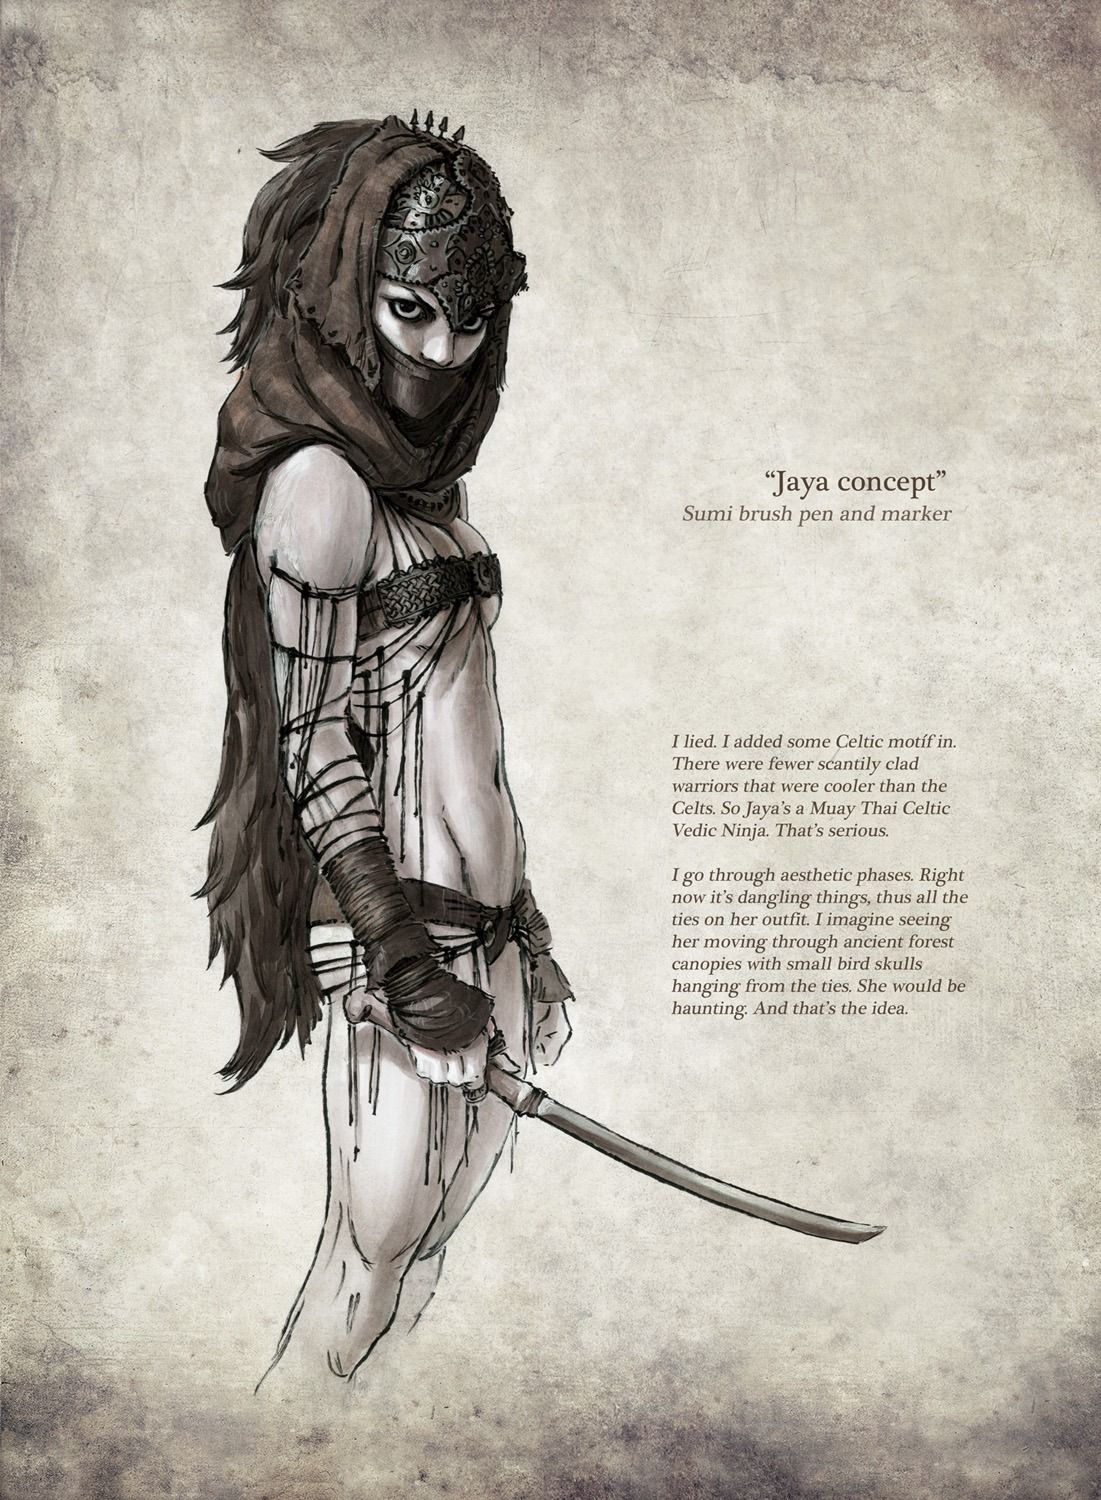 “Jaya concept”
Sumi brush pen and marker
I lied. I added some Celtic motif in.
There were fewer scantily clad
warriors that were cooler than the
Celts. So Jaya’s a Muay Thai Celtic
Vedic Ninja. That’s serious.
I go through aesthetic phases. Right
now it’s dangling things, thus all the
ties on her outfit. I imagine seeing
her moving through ancient forest
canopies with small bird skulls
hanging from the ties. She would be
haunting. And that’s the idea.